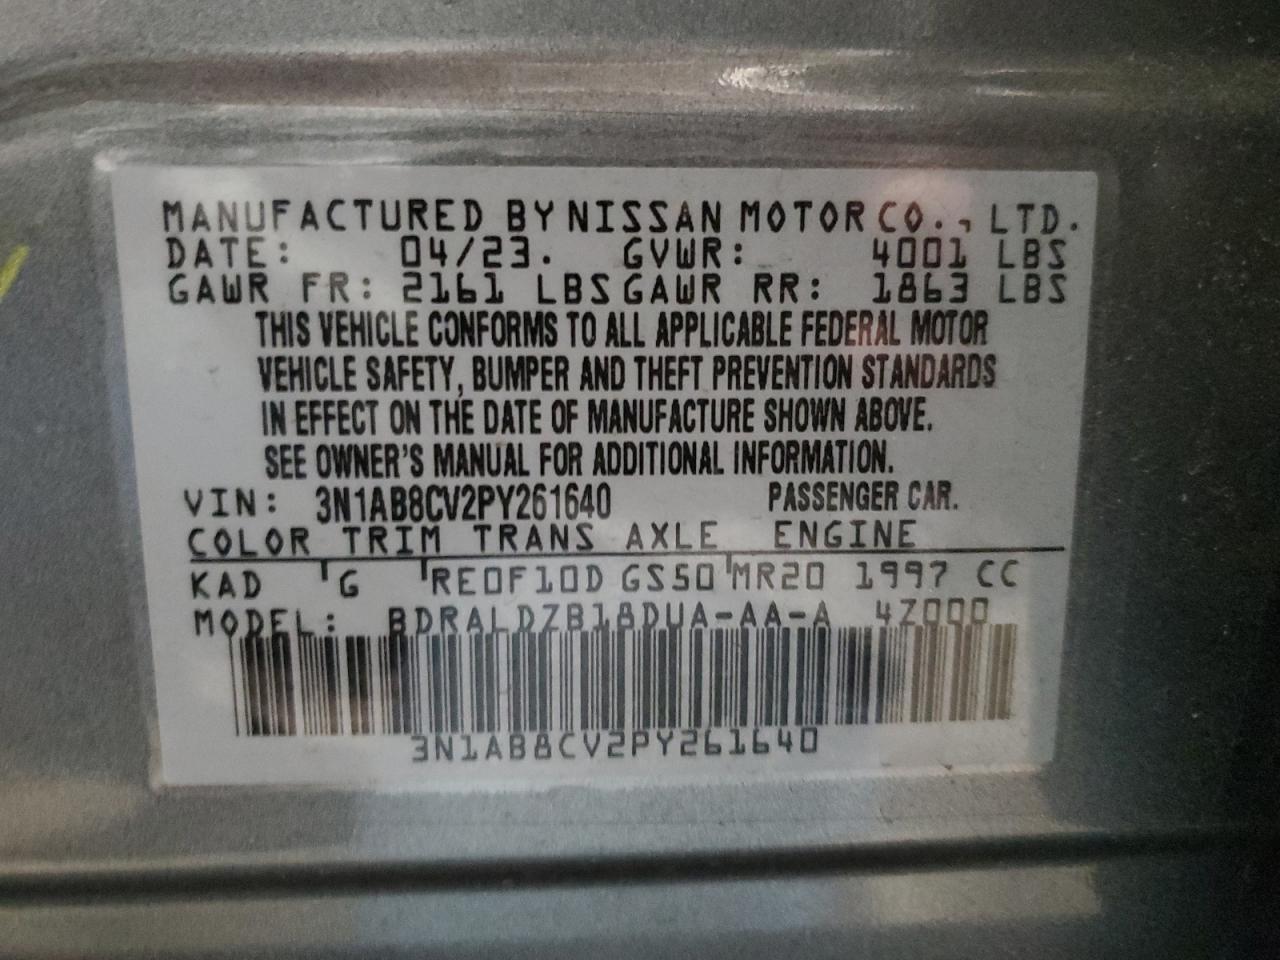 MANUFACTURED BY NISSAN MOTOR CO., LTD.
DATE: 04/23. GVWR: 4001 LBS
GAWR FR: 2161 LBS GAWR RR: 1863 LBS
THIS VEHICLE CONFORMS TO ALL APPLICABLE FEDERAL MOTOR
VEHICLE SAFETY, BUMPER AND THEFT PREVENTION STANDARDS
IN EFFECT ON THE DATE OF MANUFACTURE SHOWN ABOVE.
SEE OWNER'S MANUAL FOR ADDITIONAL INFORMATION.
VIN: 3N1AB8CV2PY261640 PASSENGER CAR.
COLOR TRIM TRANS AXLE ENGINE
KAD G RE0F10D GS50 MR20 1997 CC
MODEL: BDRALDZB18DUA-AA-A 4Z000
3N1AB8CV2PY261640